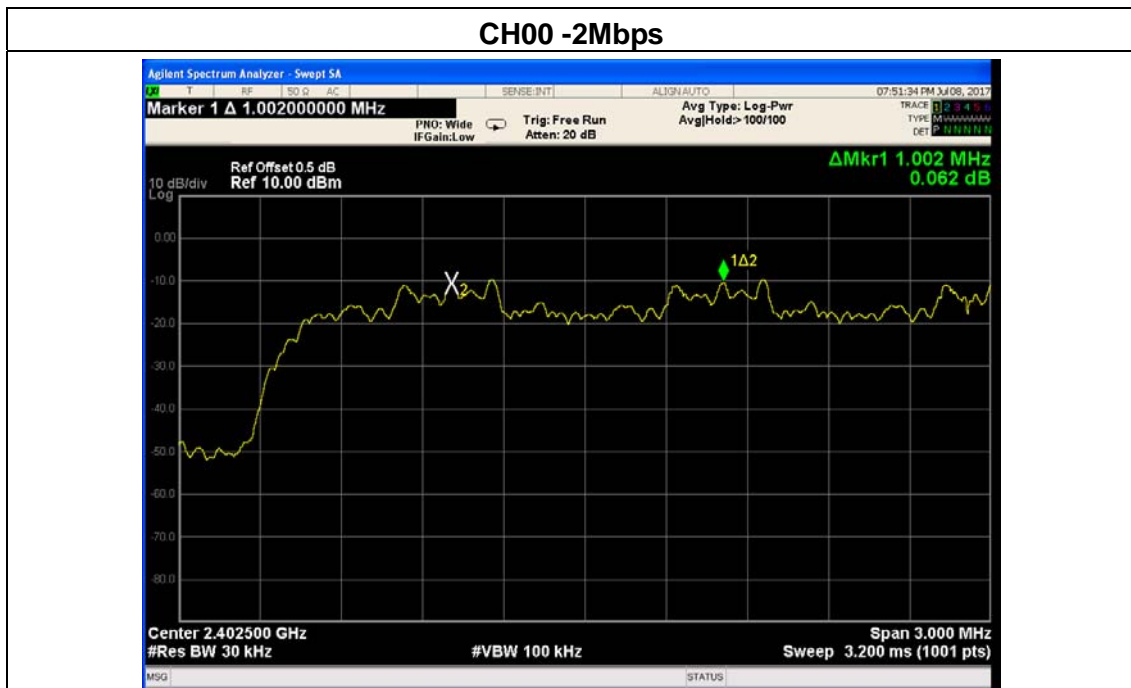 CH00 -2Mbps
Agilent Spectrum Analyzer - Swept SA
LXI T RF 50 Ω AC SENSE:INT ALIGN AUTO 07:51:34 PM Jul 08, 2017
Marker 1 Δ 1.002000000 MHz
PNO: Wide Trig: Free Run Avg Type: Log-Pwr TRACE 1 2 3 4 5 6
IFGain:Low Atten: 20 dB Avg|Hold:>100/100 TYPE M
DET P N N N N N
Ref Offset 0.5 dB ΔMkr1 1.002 MHz
10 dB/div Ref 10.00 dBm 0.062 dB
Log
0.00
1Δ2
-10.0
X2
-20.0
-30.0
-40.0
-50.0
-60.0
-70.0
-80.0
Center 2.402500 GHz Span 3.000 MHz
#Res BW 30 kHz #VBW 100 kHz Sweep 3.200 ms (1001 pts)
MSG STATUS